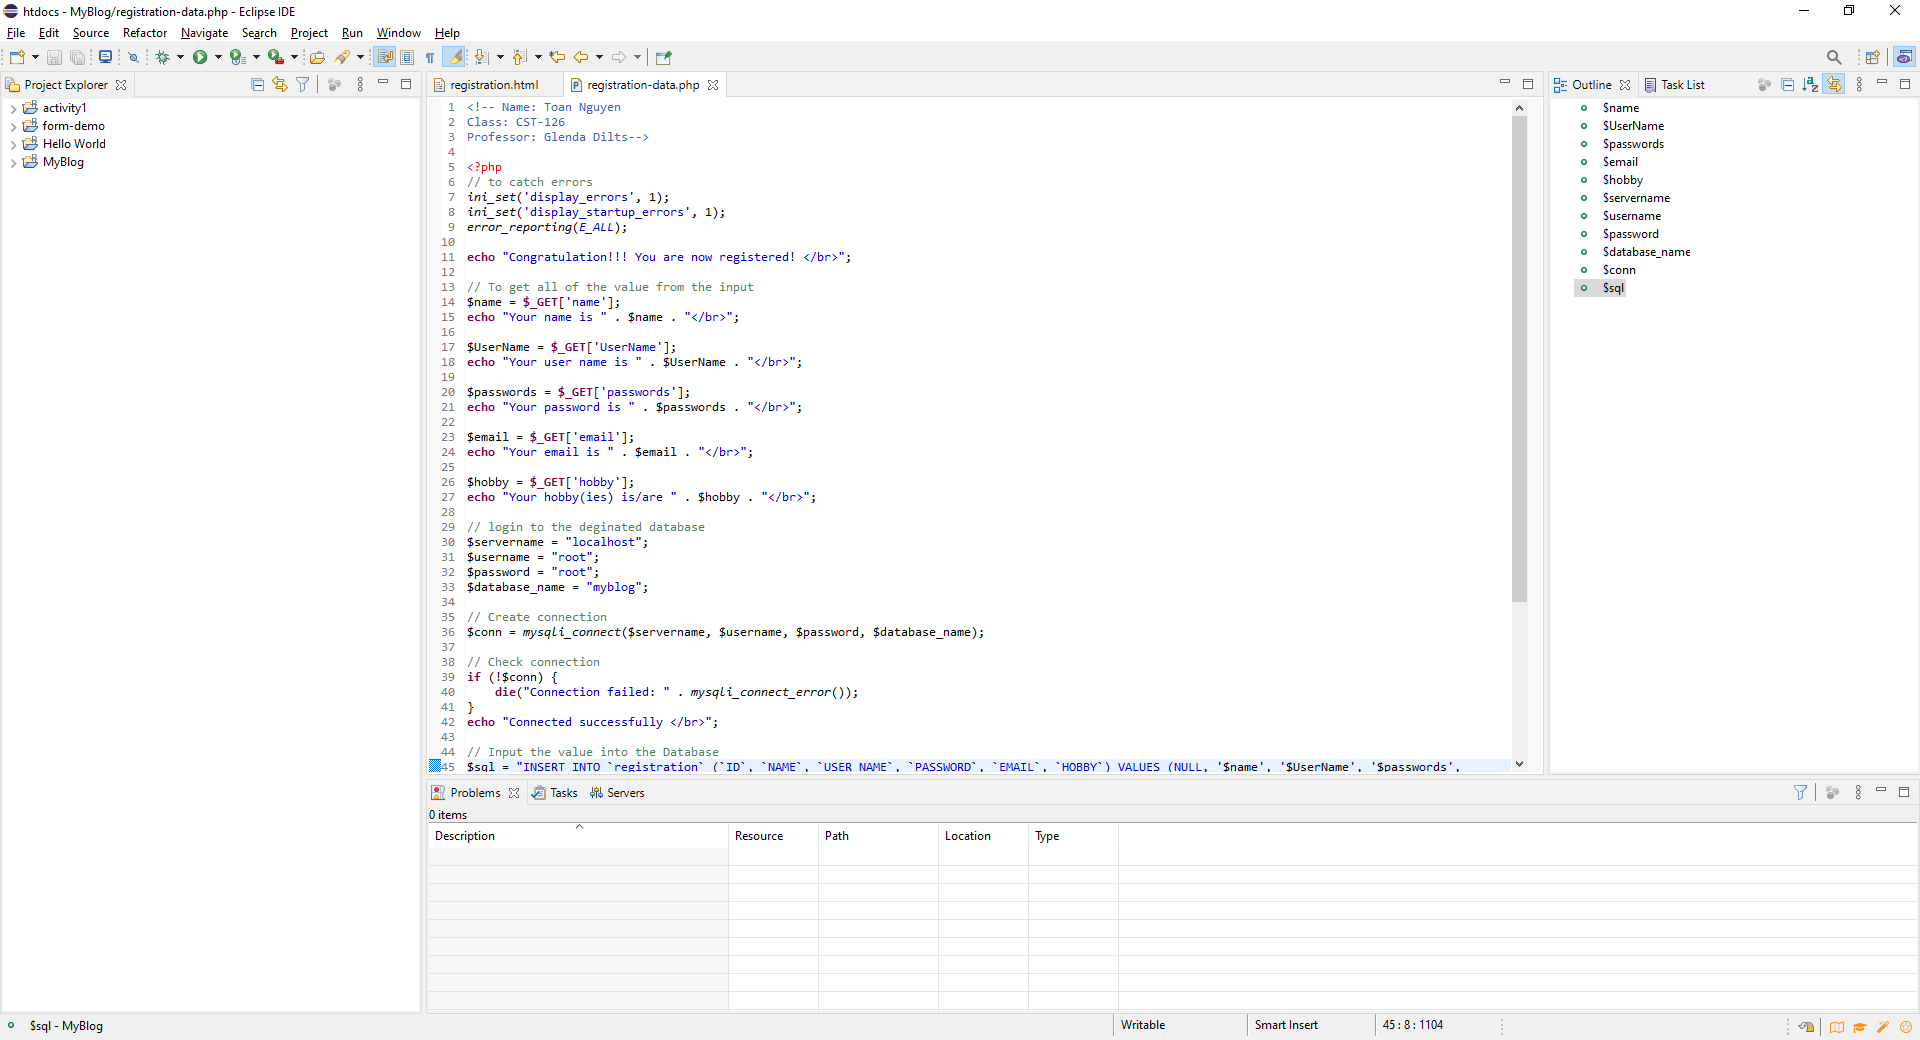 htdocs - MyBlog/registration-data.php - Eclipse IDE
File Edit Source Refactor Navigate Search Project Run Window Help
Project Explorer
activity1
form-demo
Hello World
MyBlog
registration.html
registration-data.php
1 <!-- Name: Toan Nguyen
2 Class: CST-126
3 Professor: Glenda Dilts-->
4
5 <?php
6 // to catch errors
7 ini_set('display_errors', 1);
8 ini_set('display_startup_errors', 1);
9 error_reporting(E_ALL);
10
11 echo "Congratulation!!! You are now registered! </br>";
12
13 // To get all of the value from the input
14 $name = $_GET['name'];
15 echo "Your name is " . $name . "</br>";
16
17 $UserName = $_GET['UserName'];
18 echo "Your user name is " . $UserName . "</br>";
19
20 $passwords = $_GET['passwords'];
21 echo "Your password is " . $passwords . "</br>";
22
23 $email = $_GET['email'];
24 echo "Your email is " . $email . "</br>";
25
26 $hobby = $_GET['hobby'];
27 echo "Your hobby(ies) is/are " . $hobby . "</br>";
28
29 // login to the deginated database
30 $servername = "localhost";
31 $username = "root";
32 $password = "root";
33 $database_name = "myblog";
34
35 // Create connection
36 $conn = mysqli_connect($servername, $username, $password, $database_name);
37
38 // Check connection
39 if (!$conn) {
40     die("Connection failed: " . mysqli_connect_error());
41 }
42 echo "Connected successfully </br>";
43
44 // Input the value into the Database
45 $sql = "INSERT INTO `registration` (`ID`, `NAME`, `USER NAME`, `PASSWORD`, `EMAIL`, `HOBBY`) VALUES (NULL, '$name', '$UserName', '$passwords',
Outline
Task List
$name
$UserName
$passwords
$email
$hobby
$servername
$username
$password
$database_name
$conn
$sql
Problems
Tasks
Servers
0 items
Description Resource Path Location Type
$sql - MyBlog
Writable
Smart Insert
45 : 8 : 1104